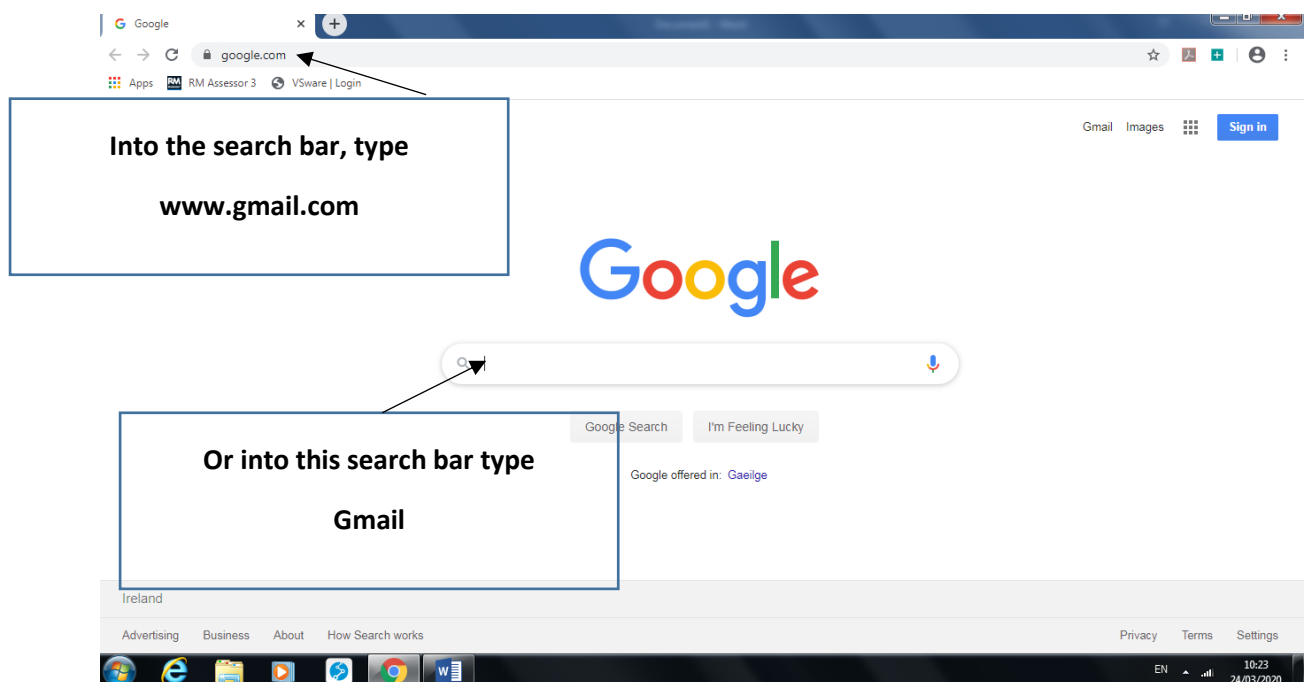 Google
google.com
Apps RM Assessor 3 VSware | Login
Gmail Images Sign in
Into the search bar, type
www.gmail.com
Google
Google Search I'm Feeling Lucky
Or into this search bar type
Gmail
Google offered in: Gaeilge
Ireland
Advertising Business About How Search works Privacy Terms Settings
EN 10:23
24/03/2020